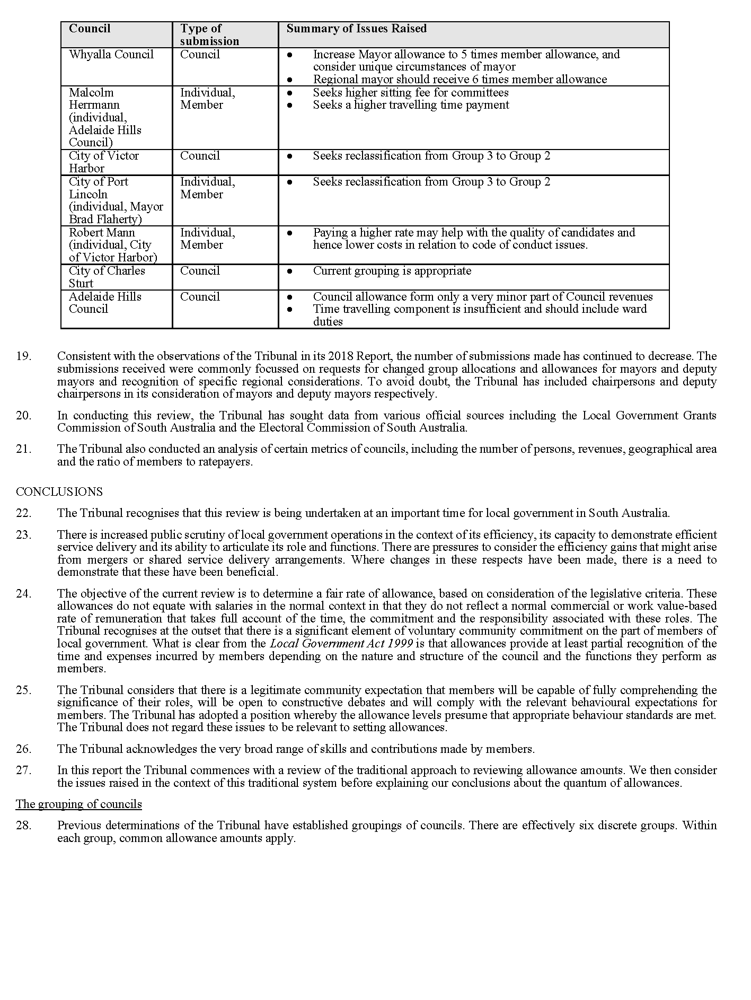 Council
Type of
submission
Summary of Issues Raised
Whyalla Council
Council
● Increase Mayor allowance to 5 times member allowance, and
consider unique circumstances of mayor
● Regional mayor should receive 6 times member allowance
Malcolm
Herrmann
(individual,
Adelaide Hills
Council)
Individual,
Member
● Seeks higher sitting fee for committees
● Seeks a higher travelling time payment
City of Victor
Harbor
Council
● Seeks reclassification from Group 3 to Group 2
City of Port
Lincoln
(individual, Mayor
Brad Flaherty)
Individual,
Member
● Seeks reclassification from Group 3 to Group 2
Robert Mann
(individual, City
of Victor Harbor)
Individual,
Member
● Paying a higher rate may help with the quality of candidates and
hence lower costs in relation to code of conduct issues.
City of Charles
Sturt
Council
● Current grouping is appropriate
Adelaide Hills
Council
Council
● Council allowance form only a very minor part of Council revenues
● Time travelling component is insufficient and should include ward
duties
19. Consistent with the observations of the Tribunal in its 2018 Report, the number of submissions made has continued to decrease. The
submissions received were commonly focussed on requests for changed group allocations and allowances for mayors and deputy
mayors and recognition of specific regional considerations. To avoid doubt, the Tribunal has included chairpersons and deputy
chairpersons in its consideration of mayors and deputy mayors respectively.
20. In conducting this review, the Tribunal has sought data from various official sources including the Local Government Grants
Commission of South Australia and the Electoral Commission of South Australia.
21. The Tribunal also conducted an analysis of certain metrics of councils, including the number of persons, revenues, geographical area
and the ratio of members to ratepayers.
CONCLUSIONS
22. The Tribunal recognises that this review is being undertaken at an important time for local government in South Australia.
23. There is increased public scrutiny of local government operations in the context of its efficiency, its capacity to demonstrate efficient
service delivery and its ability to articulate its role and functions. There are pressures to consider the efficiency gains that might arise
from mergers or shared service delivery arrangements. Where changes in these respects have been made, there is a need to
demonstrate that these have been beneficial.
24. The objective of the current review is to determine a fair rate of allowance, based on consideration of the legislative criteria. These
allowances do not equate with salaries in the normal context in that they do not reflect a normal commercial or work value-based
rate of remuneration that takes full account of the time, the commitment and the responsibility associated with these roles. The
Tribunal recognises at the outset that there is a significant element of voluntary community commitment on the part of members of
local government. What is clear from the Local Government Act 1999 is that allowances provide at least partial recognition of the
time and expenses incurred by members depending on the nature and structure of the council and the functions they perform as
members.
25. The Tribunal considers that there is a legitimate community expectation that members will be capable of fully comprehending the
significance of their roles, will be open to constructive debates and will comply with the relevant behavioural expectations for
members. The Tribunal has adopted a position whereby the allowance levels presume that appropriate behaviour standards are met.
The Tribunal does not regard these issues to be relevant to setting allowances.
26. The Tribunal acknowledges the very broad range of skills and contributions made by members.
27. In this report the Tribunal commences with a review of the traditional approach to reviewing allowance amounts. We then consider
the issues raised in the context of this traditional system before explaining our conclusions about the quantum of allowances.
The grouping of councils
28. Previous determinations of the Tribunal have established groupings of councils. There are effectively six discrete groups. Within
each group, common allowance amounts apply.